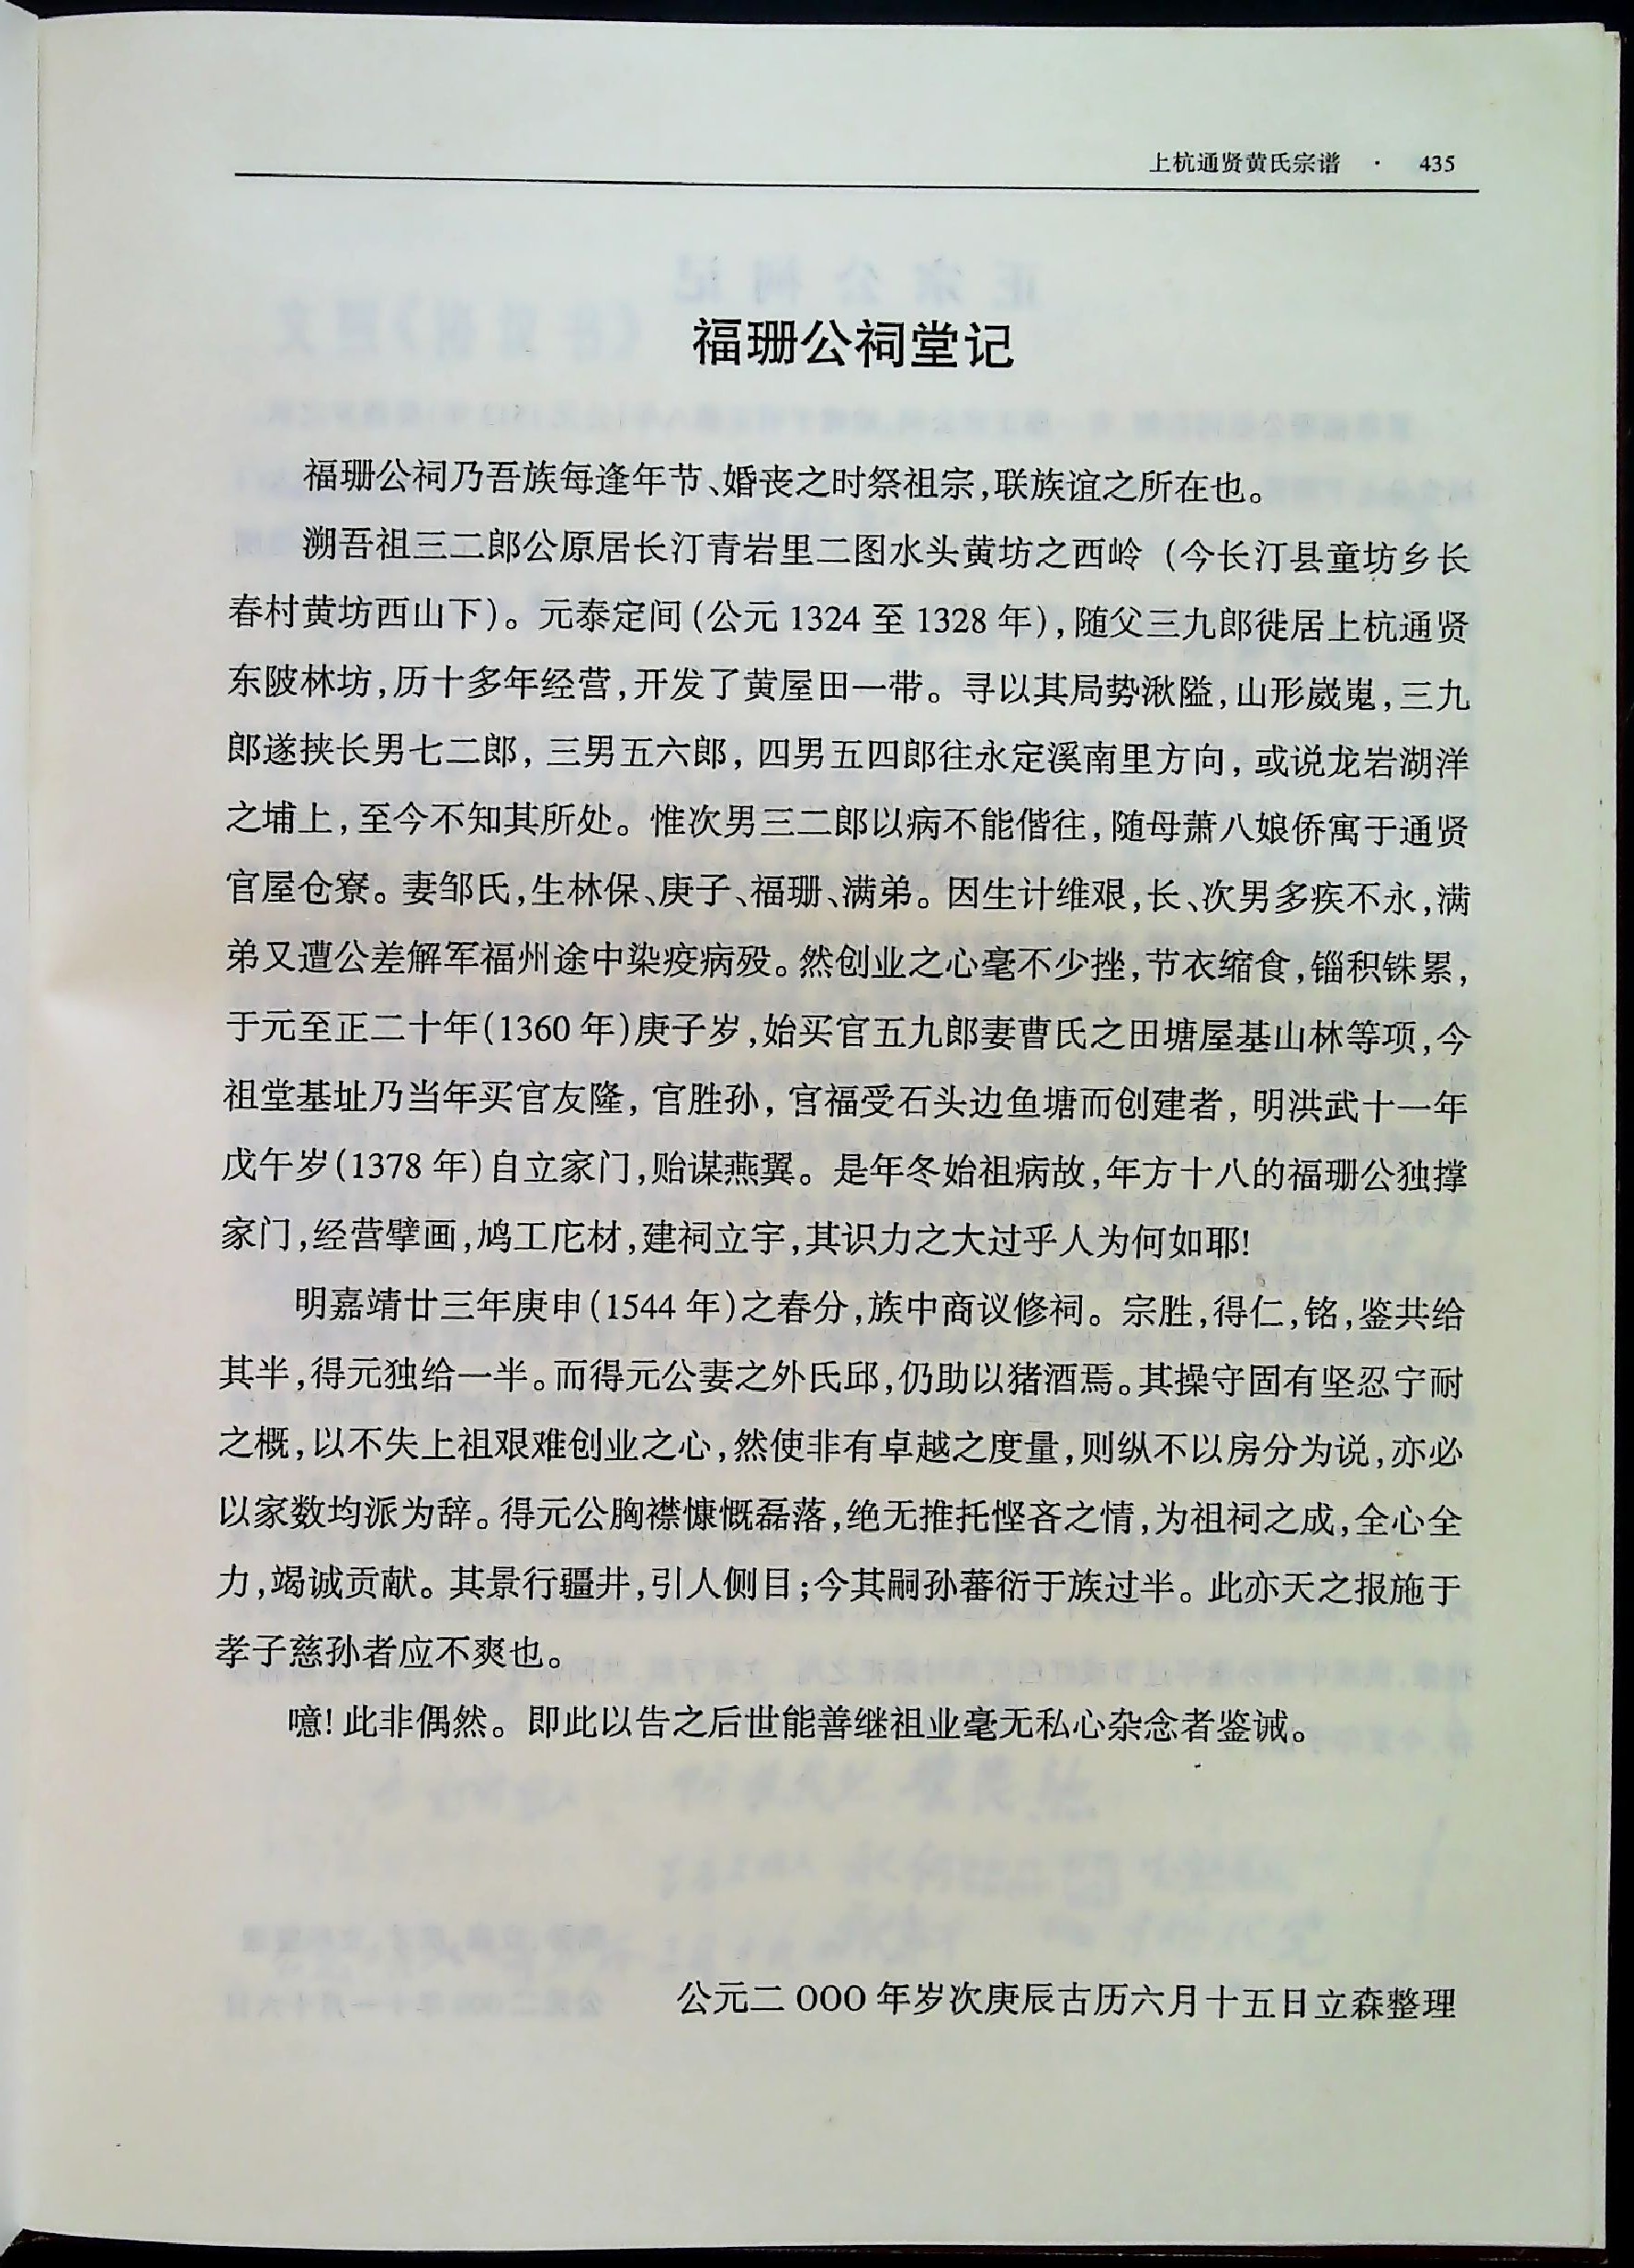 上杭通贤黄氏宗谱 · 435
福珊公祠堂记
福珊公祠乃吾族每逢年节、婚丧之时祭祖宗,联族谊之所在也。
溯吾祖三二郎公原居长汀青岩里二图水头黄坊之西岭（今长汀县童坊乡长
春村黄坊西山下）。元泰定间(公元1324至1328年),随父三九郎徙居上杭通贤
东陂林坊,历十多年经营,开发了黄屋田一带。寻以其局势湫隘,山形崴嵬,三九
郎遂挟长男七二郎,三男五六郎,四男五四郎往永定溪南里方向,或说龙岩湖洋
之埔上,至今不知其所处。惟次男三二郎以病不能偕往,随母萧八娘侨寓于通贤
官屋仓寮。妻邹氏,生林保、庚子、福珊、满弟。因生计维艰,长、次男多疾不永,满
弟又遭公差解军福州途中染疫病殁。然创业之心毫不少挫,节衣缩食,锱积铢累,
于元至正二十年(1360年)庚子岁,始买官五九郎妻曹氏之田塘屋基山林等项,今
祖堂基址乃当年买官友隆,官胜孙,官福受石头边鱼塘而创建者,明洪武十一年
戊午岁(1378年)自立家门,贻谋燕翼。是年冬始祖病故,年方十八的福珊公独撑
家门,经营擘画,鸠工庀材,建祠立宇,其识力之大过乎人为何如耶!
明嘉靖廿三年庚申(1544年)之春分,族中商议修祠。宗胜,得仁,铭,鉴共给
其半,得元独给一半。而得元公妻之外氏邱,仍助以猪酒焉。其操守固有坚忍宁耐
之概,以不失上祖艰难创业之心,然使非有卓越之度量,则纵不以房分为说,亦必
以家数均派为辞。得元公胸襟慷慨磊落,绝无推托悭吝之情,为祖祠之成,全心全
力,竭诚贡献。其景行疆井,引人侧目;今其嗣孙蕃衍于族过半。此亦天之报施于
孝子慈孙者应不爽也。
噫!此非偶然。即此以告之后世能善继祖业毫无私心杂念者鉴诫。
公元二000年岁次庚辰古历六月十五日立森整理